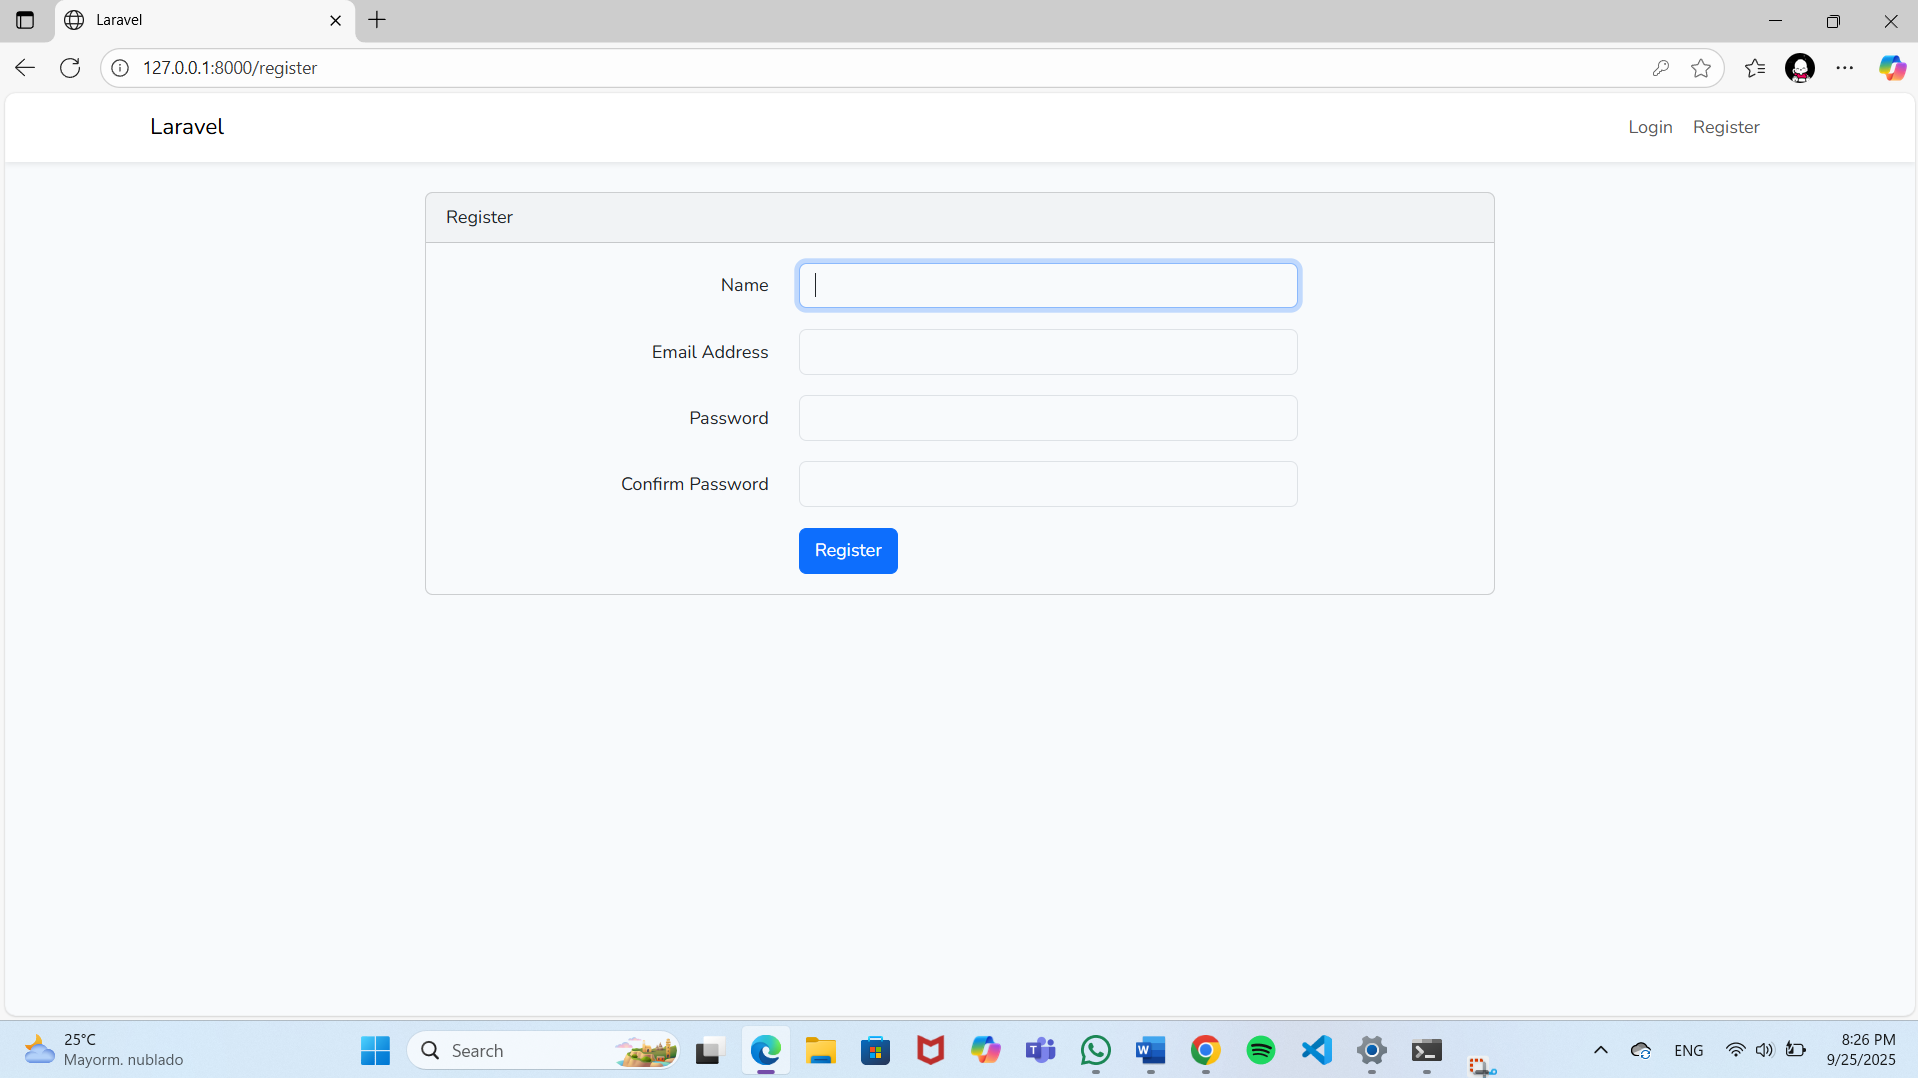 Laravel
127.0.0.1:8000/register
Laravel
Login Register
Register
Name
Email Address
Password
Confirm Password
Register
25°C
Mayorm. nublado
Search
ENG
8:26 PM
9/25/2025